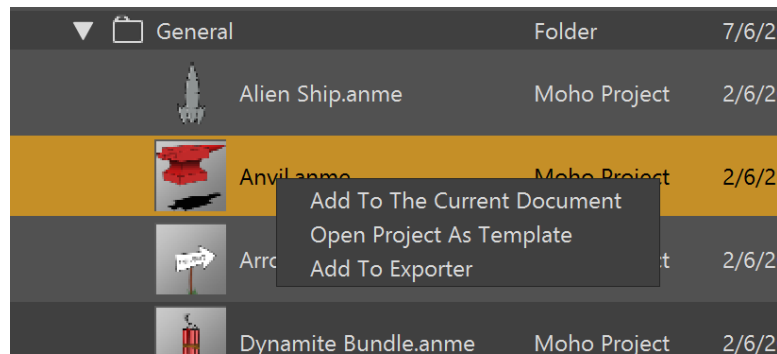 General Folder 7/6/2
Alien Ship.anme Moho Project 2/6/2
Anvil.anme Moho Project 2/6/2
Add To The Current Document
Open Project As Template
Add To Exporter
2/6/2
Dynamite Bundle.anme Moho Project 2/6/2